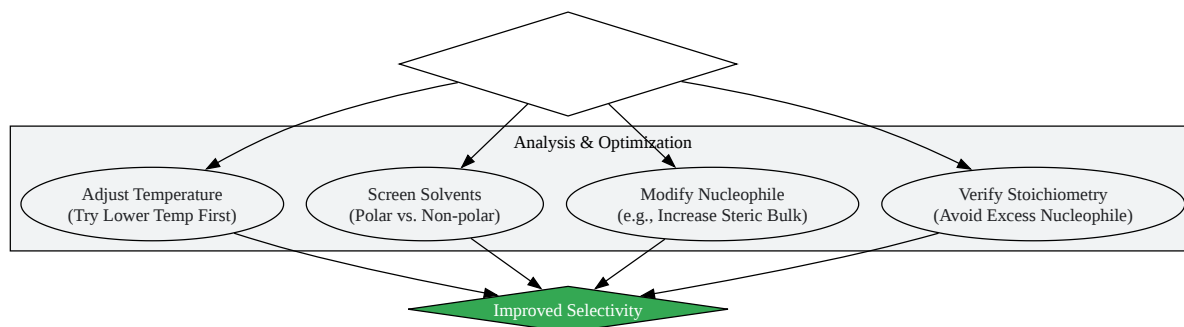 Analysis & Optimization
Adjust Temperature
(Try Lower Temp First)
Screen Solvents
(Polar vs. Non-polar)
Modify Nucleophile
(e.g., Increase Steric Bulk)
Verify Stoichiometry
(Avoid Excess Nucleophile)
Improved Selectivity